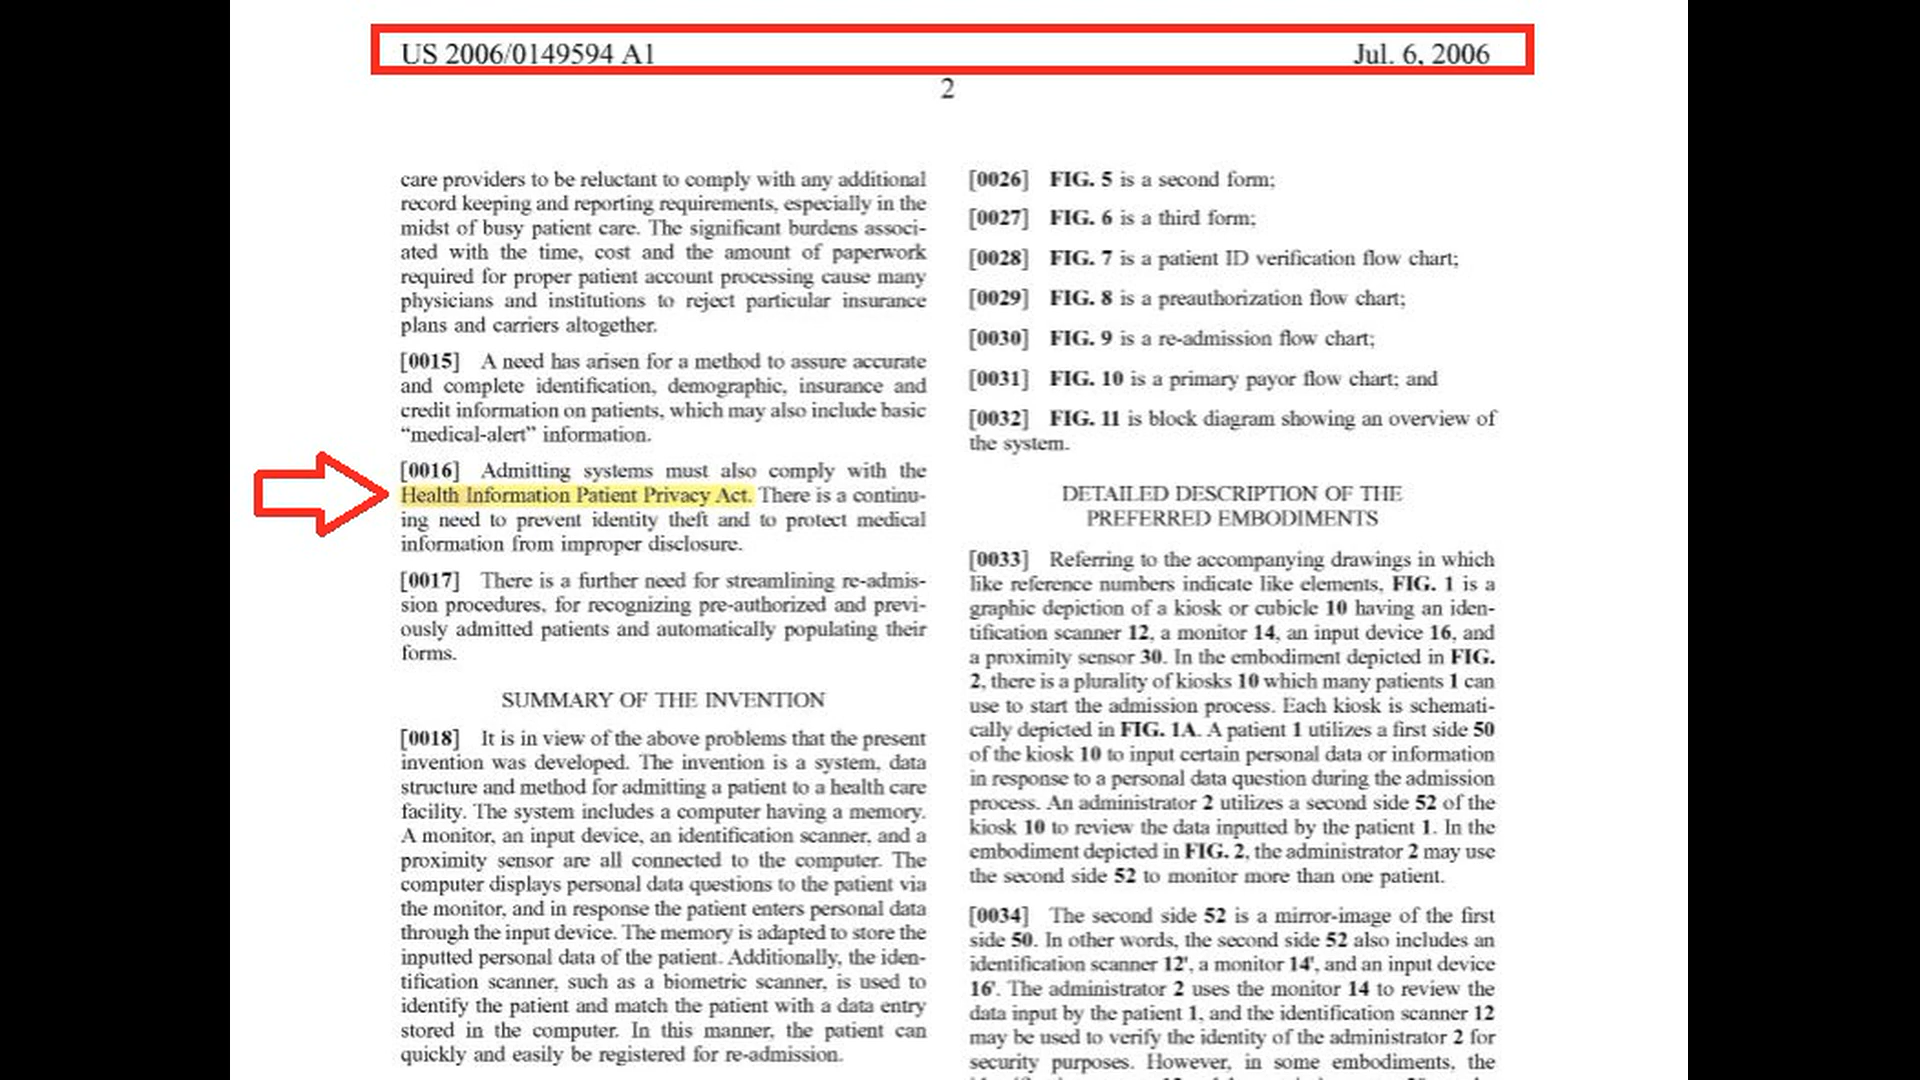 US 2006/0149594 A1
Jul. 6, 2006
2
care providers to be reluctant to comply with any additional
record keeping and reporting requirements, especially in the
midst of busy patient care. The significant burdens associ-
ated with the time, cost and the amount of paperwork
required for proper patient account processing cause many
physicians and institutions to reject particular insurance
plans and carriers altogether.
[0015] A need has arisen for a method to assure accurate
and complete identification, demographic, insurance and
credit information on patients, which may also include basic
“medical-alert” information.
[0016] Admitting systems must also comply with the
Health Information Patient Privacy Act. There is a continu-
ing need to prevent identity theft and to protect medical
information from improper disclosure.
[0017] There is a further need for streamlining re-admis-
sion procedures, for recognizing pre-authorized and previ-
ously admitted patients and automatically populating their
forms.
SUMMARY OF THE INVENTION
[0018] It is in view of the above problems that the present
invention was developed. The invention is a system, data
structure and method for admitting a patient to a health care
facility. The system includes a computer having a memory.
A monitor, an input device, an identification scanner, and a
proximity sensor are all connected to the computer. The
computer displays personal data questions to the patient via
the monitor, and in response the patient enters personal data
through the input device. The memory is adapted to store the
inputted personal data of the patient. Additionally, the iden-
tification scanner, such as a biometric scanner, is used to
identify the patient and match the patient with a data entry
stored in the computer. In this manner, the patient can
quickly and easily be registered for re-admission.
[0026] FIG. 5 is a second form;
[0027] FIG. 6 is a third form;
[0028] FIG. 7 is a patient ID verification flow chart;
[0029] FIG. 8 is a preauthorization flow chart;
[0030] FIG. 9 is a re-admission flow chart;
[0031] FIG. 10 is a primary payor flow chart; and
[0032] FIG. 11 is block diagram showing an overview of
the system.
DETAILED DESCRIPTION OF THE
PREFERRED EMBODIMENTS
[0033] Referring to the accompanying drawings in which
like reference numbers indicate like elements, FIG. 1 is a
graphic depiction of a kiosk or cubicle 10 having an iden-
tification scanner 12, a monitor 14, an input device 16, and
a proximity sensor 30. In the embodiment depicted in FIG.
2, there is a plurality of kiosks 10 which many patients 1 can
use to start the admission process. Each kiosk is schemati-
cally depicted in FIG. 1A. A patient 1 utilizes a first side 50
of the kiosk 10 to input certain personal data or information
in response to a personal data question during the admission
process. An administrator 2 utilizes a second side 52 of the
kiosk 10 to review the data inputted by the patient 1. In the
embodiment depicted in FIG. 2, the administrator 2 may use
the second side 52 to monitor more than one patient.
[0034] The second side 52 is a mirror-image of the first
side 50. In other words, the second side 52 also includes an
identification scanner 12', a monitor 14', and an input device
16'. The administrator 2 uses the monitor 14 to review the
data input by the patient 1, and the identification scanner 12
may be used to verify the identity of the administrator 2 for
security purposes. However, in some embodiments, the